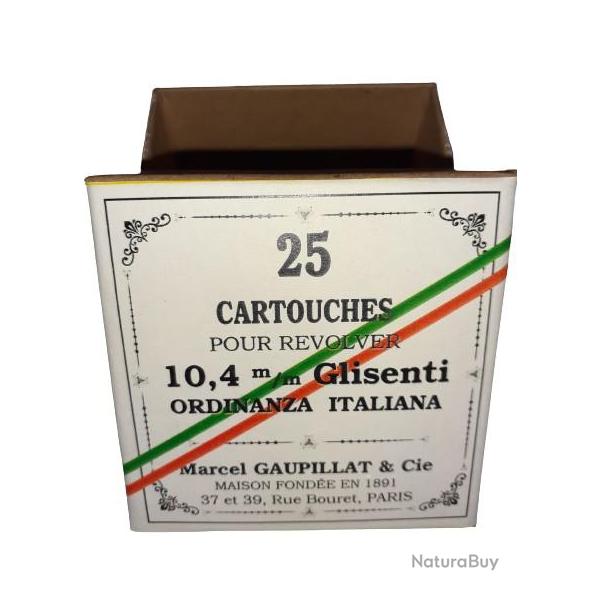 25
CARTOUCHES
POUR REVOLVER
10,4 m/m Glisenti
ORDINANZA ITALIANA
Marcel GAUPILLAT & Cie
MAISON FONDÉE EN 1891
37 et 39, Rue Bouret, PARIS
NaturaBuy